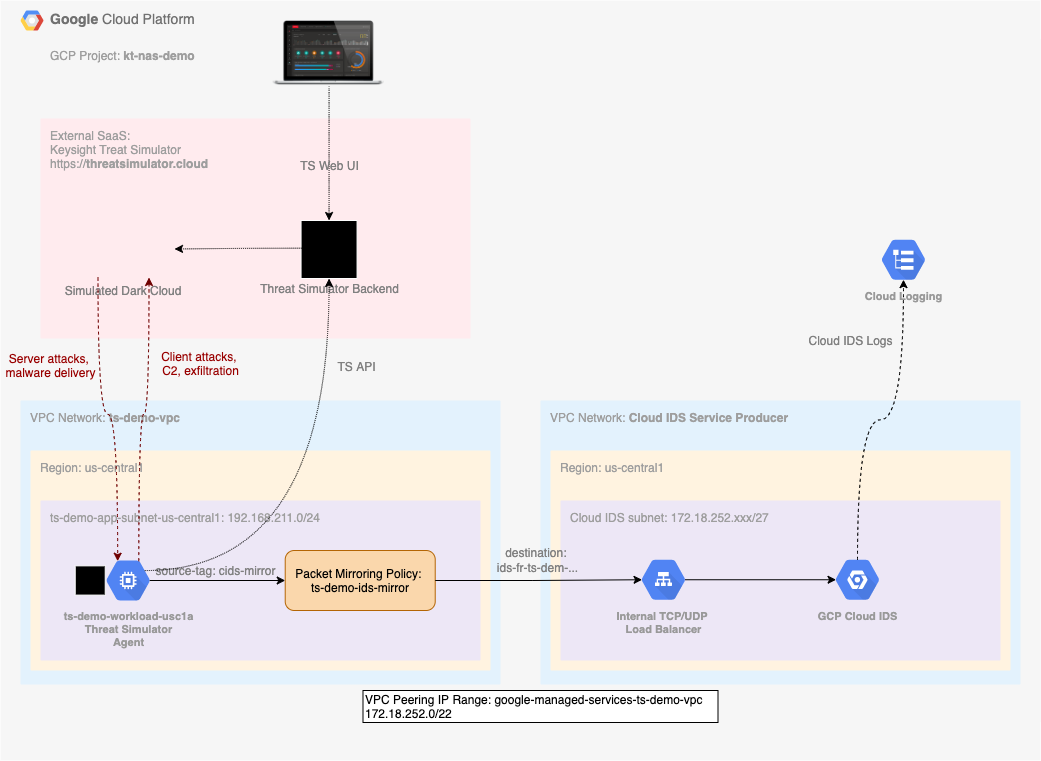 Google Cloud Platform
GCP Project: kt-nas-demo
External SaaS:
Keysight Treat Simulator
https://threatsimulator.cloud
TS Web UI
Simulated Dark Cloud
Threat Simulator Backend
Cloud Logging
Server attacks,
malware delivery
Client attacks,
C2, exfiltration
TS API
Cloud IDS Logs
VPC Network: ts-demo-vpc
Region: us-central1
ts-demo-app-subnet-us-central1: 192.168.211.0/24
source-tag: cids-mirror
Packet Mirroring Policy:
ts-demo-ids-mirror
ts-demo-workload-usc1a
Threat Simulator
Agent
VPC Network: Cloud IDS Service Producer
Region: us-central1
Cloud IDS subnet: 172.18.252.xxx/27
destination:
ids-fr-ts-dem-...
Internal TCP/UDP
Load Balancer
GCP Cloud IDS
VPC Peering IP Range: google-managed-services-ts-demo-vpc
172.18.252.0/22